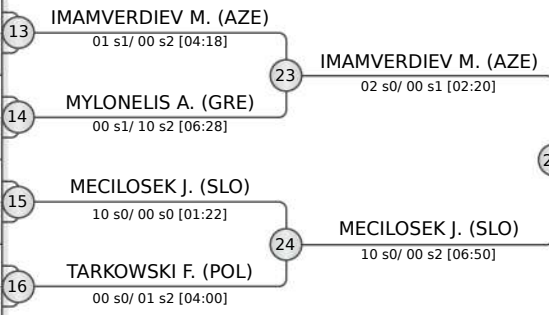 13
IMAMVERDIEV M. (AZE)
01 s1/ 00 s2 [04:18]
23
IMAMVERDIEV M. (AZE)
02 s0/ 00 s1 [02:20]
14
MYLONELIS A. (GRE)
00 s1/ 10 s2 [06:28]
15
MECILOSEK J. (SLO)
10 s0/ 00 s0 [01:22]
24
MECILOSEK J. (SLO)
10 s0/ 00 s2 [06:50]
16
TARKOWSKI F. (POL)
00 s0/ 01 s2 [04:00]